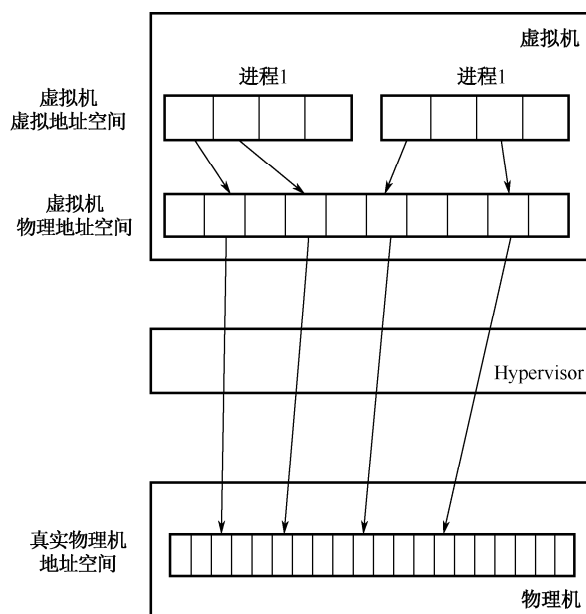 虚拟机
进程1
进程1
虚拟机
虚拟地址空间
虚拟机
物理地址空间
Hypervisor
真实物理机
地址空间
物理机